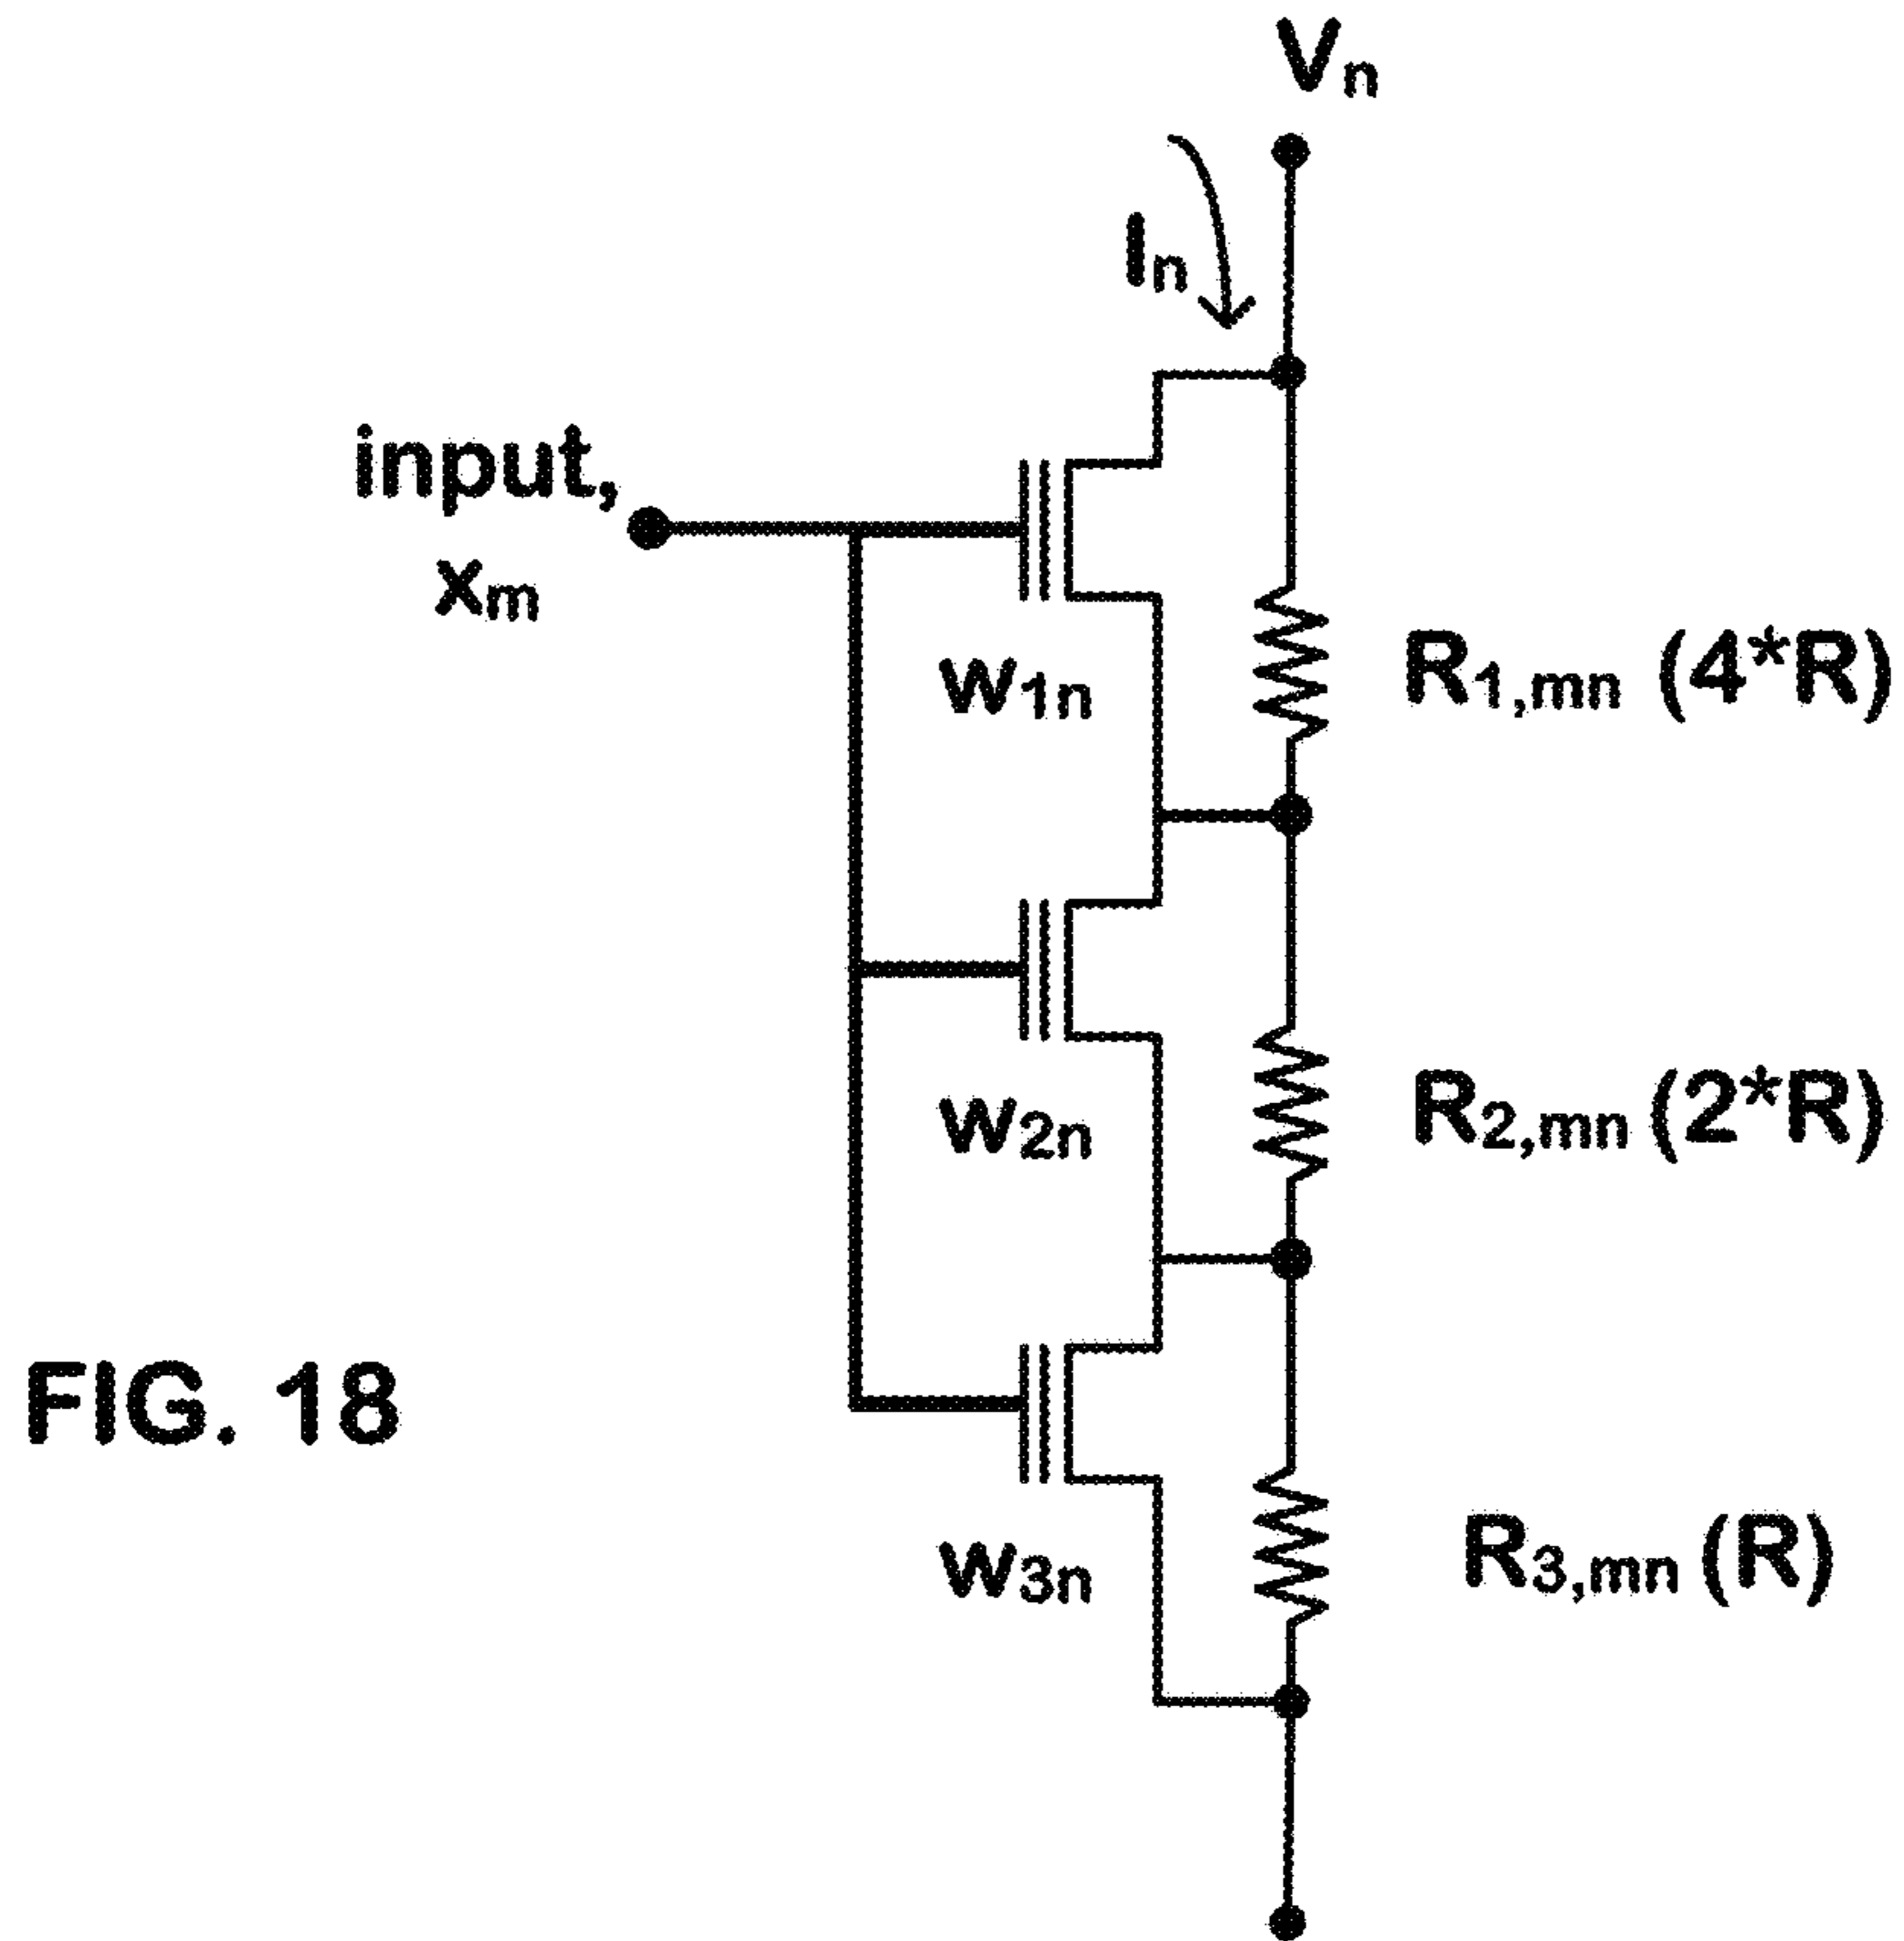 Vn
In
input,
xm
w1n
R1,mn (4*R)
w2n
R2,mn (2*R)
FIG. 18
w3n
R3,mn (R)